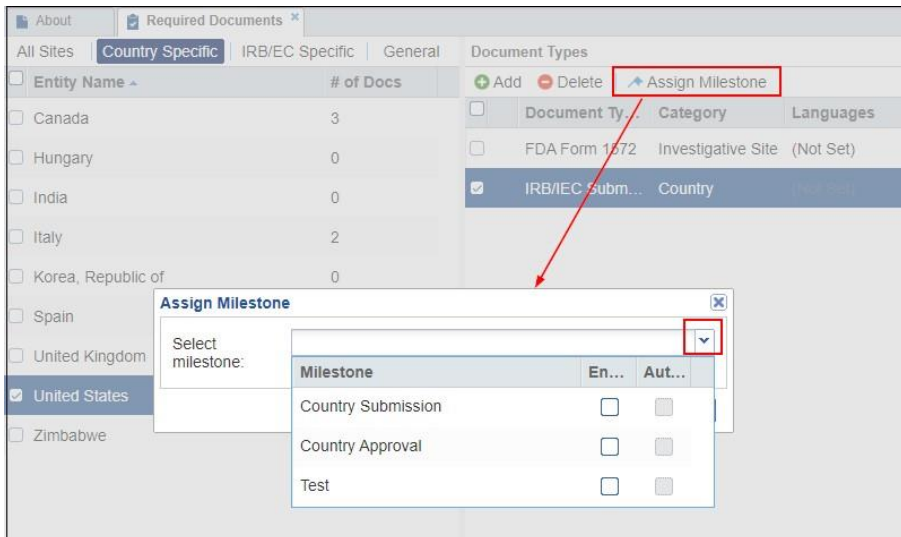 About
Required Documents
All Sites Country Specific IRB/EC Specific General
Entity Name # of Docs
Canada 3
Hungary 0
India 0
Italy 2
Korea, Republic of 0
Spain
United Kingdom
United States
Zimbabwe
Document Types
Add Delete Assign Milestone
Document Ty... Category Languages
FDA Form 1572 Investigative Site (Not Set)
IRB/IEC Subm... Country (Not Set)
Assign Milestone
Select
milestone:
Milestone En... Aut...
Country Submission
Country Approval
Test